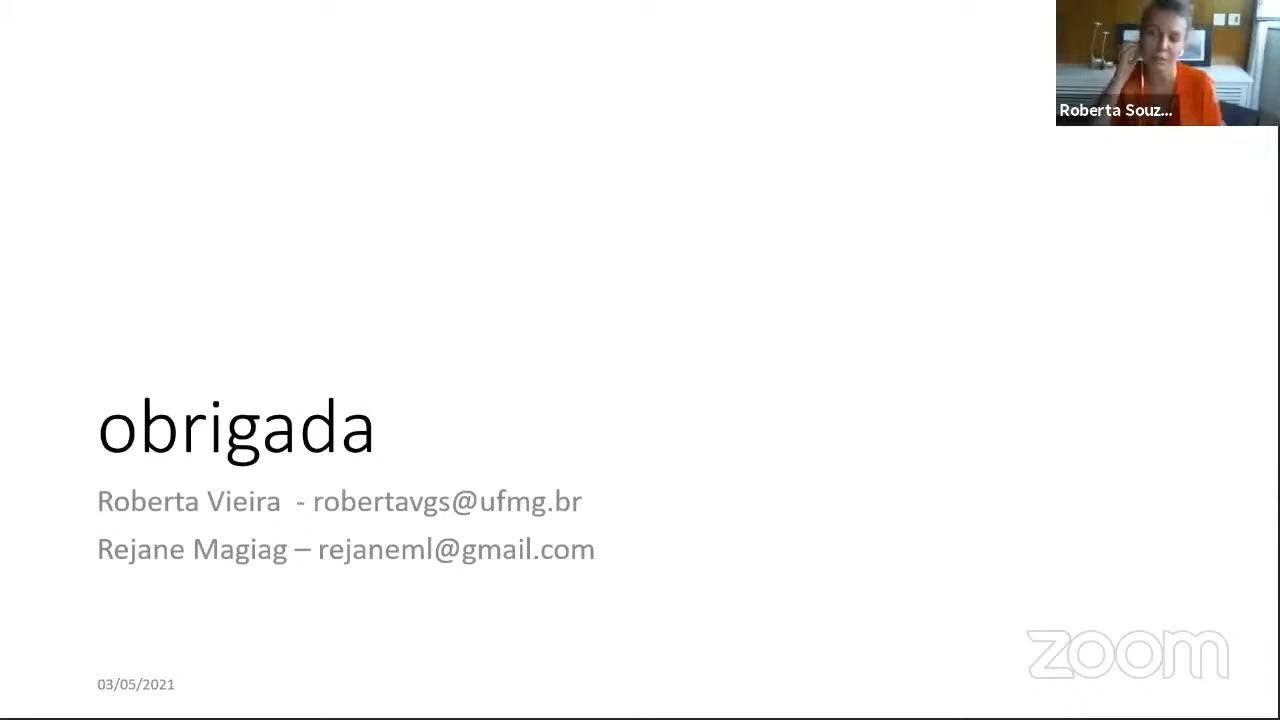 Roberta Souz...
obrigada
Roberta Vieira - robertavgs@ufmg.br
Rejane Magiag – rejaneml@gmail.com
zoom
03/05/2021